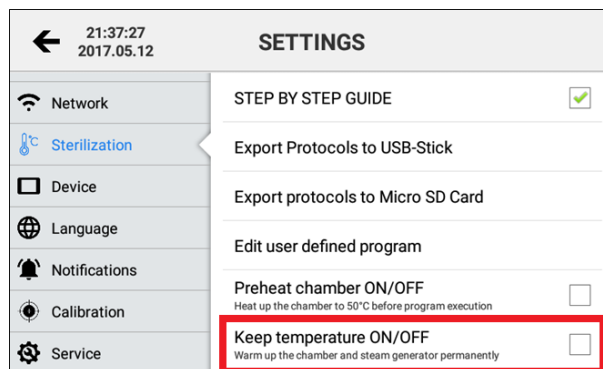 21:37:27
2017.05.12
SETTINGS
Network
°C Sterilization
Device
Language
Notifications
Calibration
Service
STEP BY STEP GUIDE
Export Protocols to USB-Stick
Export protocols to Micro SD Card
Edit user defined program
Preheat chamber ON/OFF
Heat up the chamber to 50°C before program execution
Keep temperature ON/OFF
Warm up the chamber and steam generator permanently